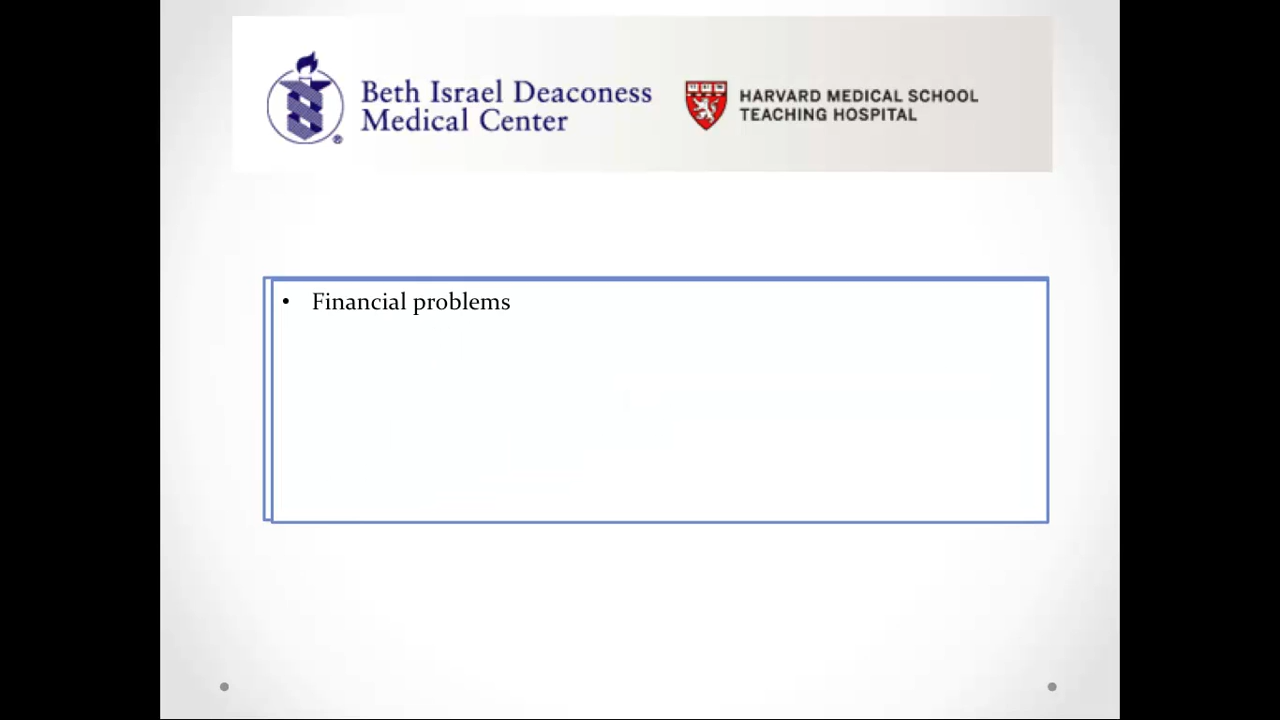 Beth Israel Deaconess
Medical Center
®
HARVARD MEDICAL SCHOOL
TEACHING HOSPITAL
• Financial problems